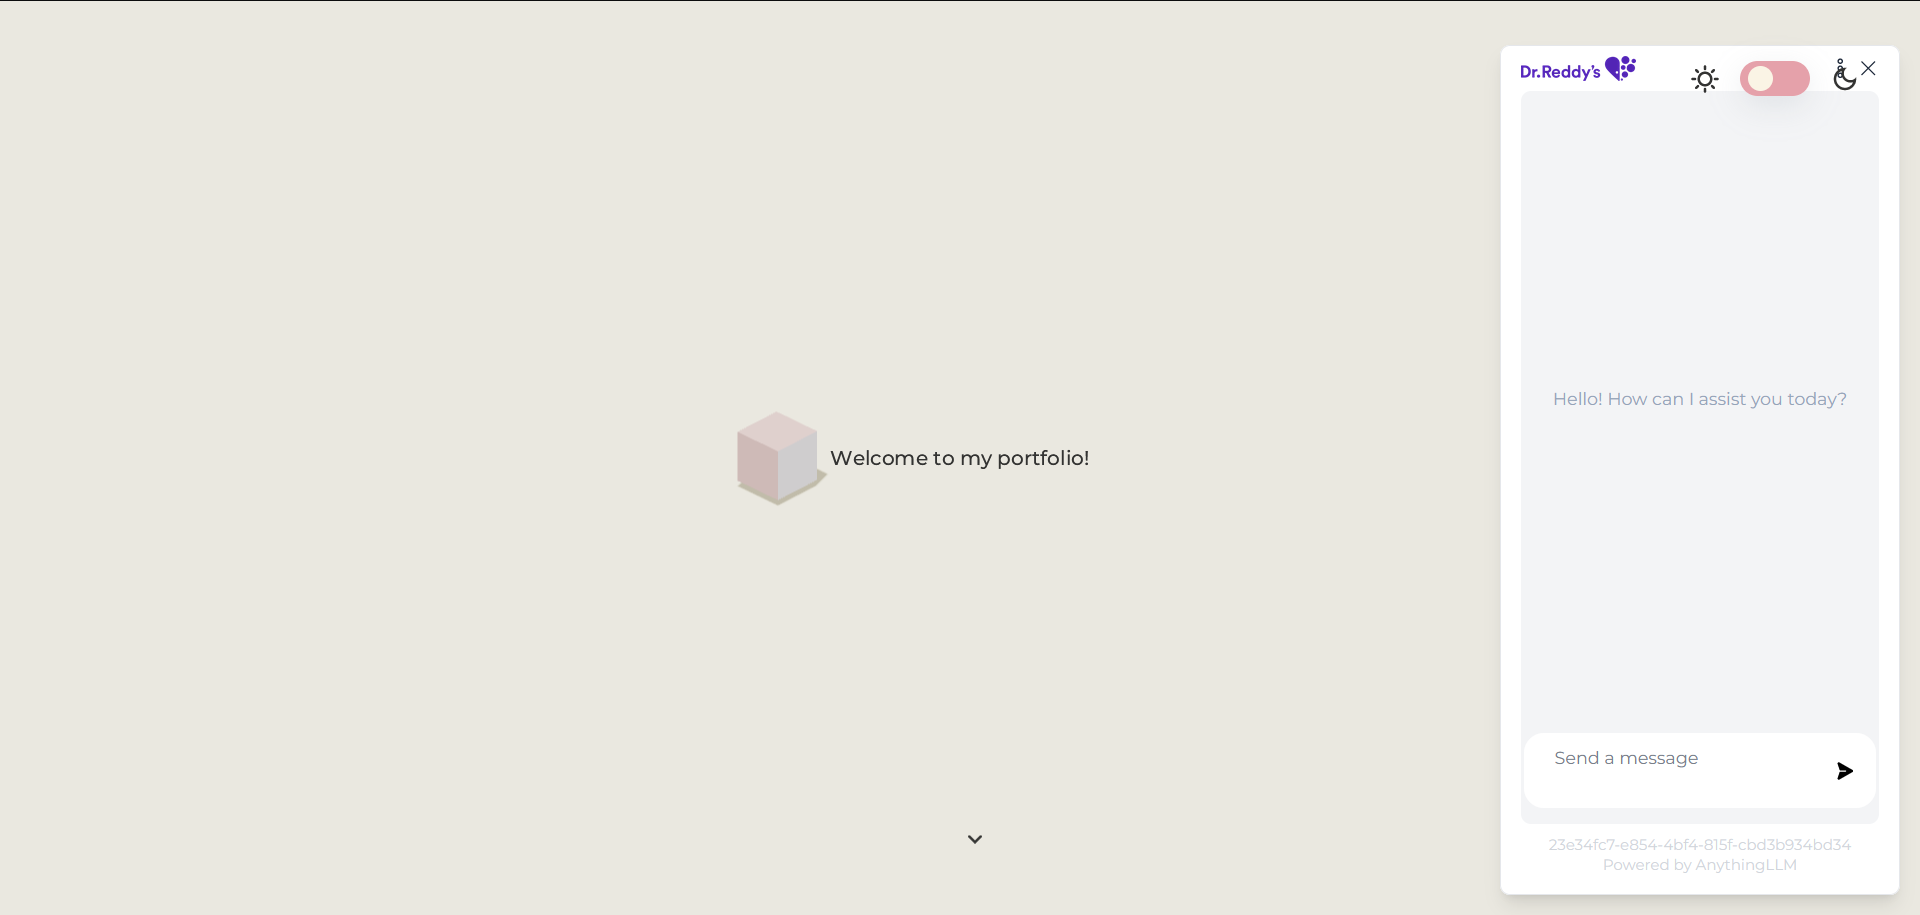 Dr.Reddy's
Hello! How can I assist you today?
Welcome to my portfolio!
Send a message
23e34fc7-e854-4bf4-815f-cbd3b934bd34
Powered by AnythingLLM